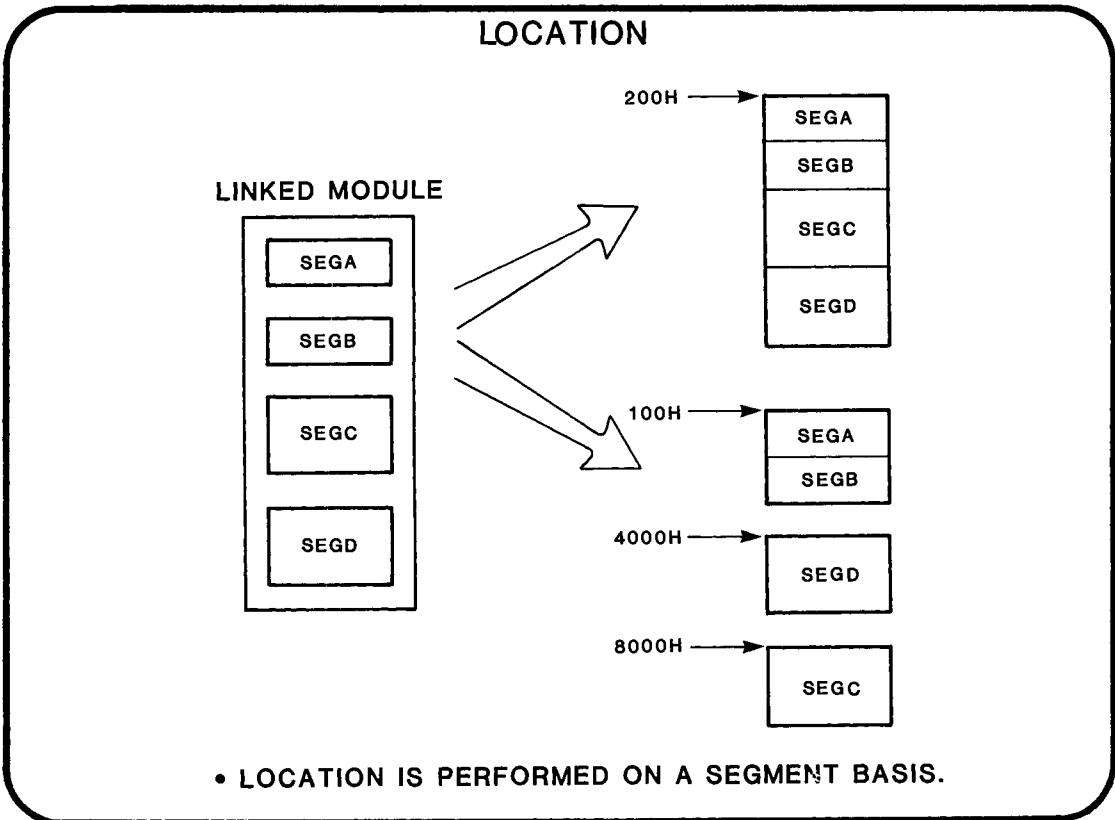 LOCATION
LINKED MODULE
SEGA
SEGB
SEGC
SEGD
200H
SEGA
SEGB
SEGC
SEGD
100H
SEGA
SEGB
4000H
SEGD
8000H
SEGC
• LOCATION IS PERFORMED ON A SEGMENT BASIS.